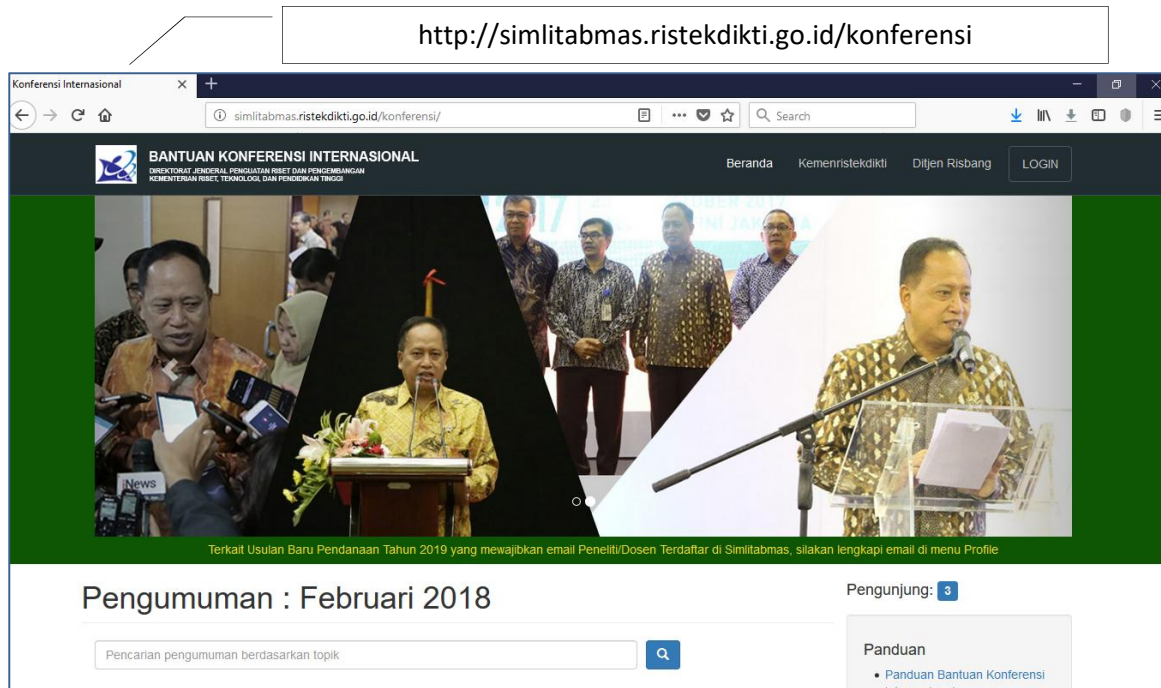 http://simlitabmas.ristekdikti.go.id/konferensi
Konferensi Internasional
simlitabmas.ristekdikti.go.id/konferensi/
Search
BANTUAN KONFERENSI INTERNASIONAL
DIREKTORAT JENDERAL PENGUATAN RISET DAN PENGEMBANGAN
KEMENTERIAN RISET, TEKNOLOGI, DAN PENDIDIKAN TINGGI
Beranda Kemenristekdikti Ditjen Risbang LOGIN
iNews
Terkait Usulan Baru Pendanaan Tahun 2019 yang mewajibkan email Peneliti/Dosen Terdaftar di Simlitabmas, silakan lengkapi email di menu Profile
Pengumuman : Februari 2018
Pengunjung: 3
Pencarian pengumuman berdasarkan topik
Panduan
Panduan Bantuan Konferensi